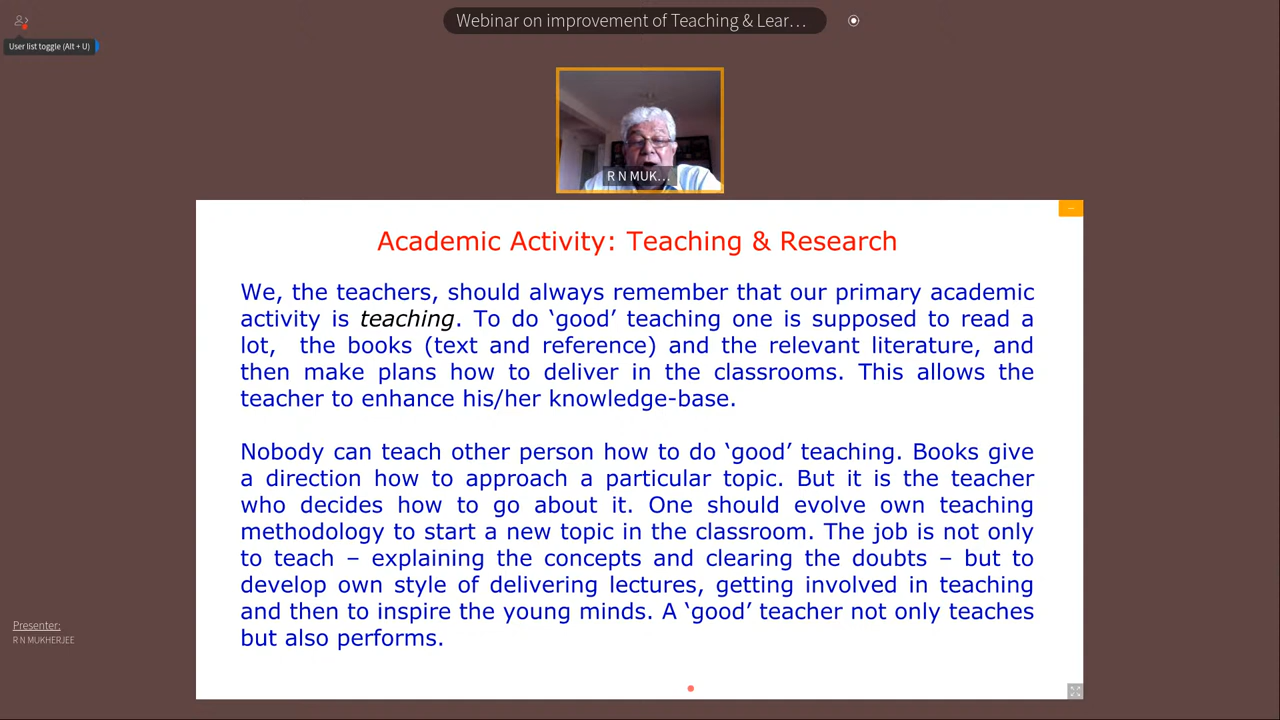 Webinar on improvement of Teaching & Lear…
User list toggle (Alt + U)
R N MUK…
Academic Activity: Teaching & Research
We, the teachers, should always remember that our primary academic
activity is teaching. To do ‘good’ teaching one is supposed to read a
lot, the books (text and reference) and the relevant literature, and
then make plans how to deliver in the classrooms. This allows the
teacher to enhance his/her knowledge-base.
Nobody can teach other person how to do ‘good’ teaching. Books give
a direction how to approach a particular topic. But it is the teacher
who decides how to go about it. One should evolve own teaching
methodology to start a new topic in the classroom. The job is not only
to teach – explaining the concepts and clearing the doubts – but to
develop own style of delivering lectures, getting involved in teaching
and then to inspire the young minds. A ‘good’ teacher not only teaches
but also performs.
Presenter:
R N MUKHERJEE